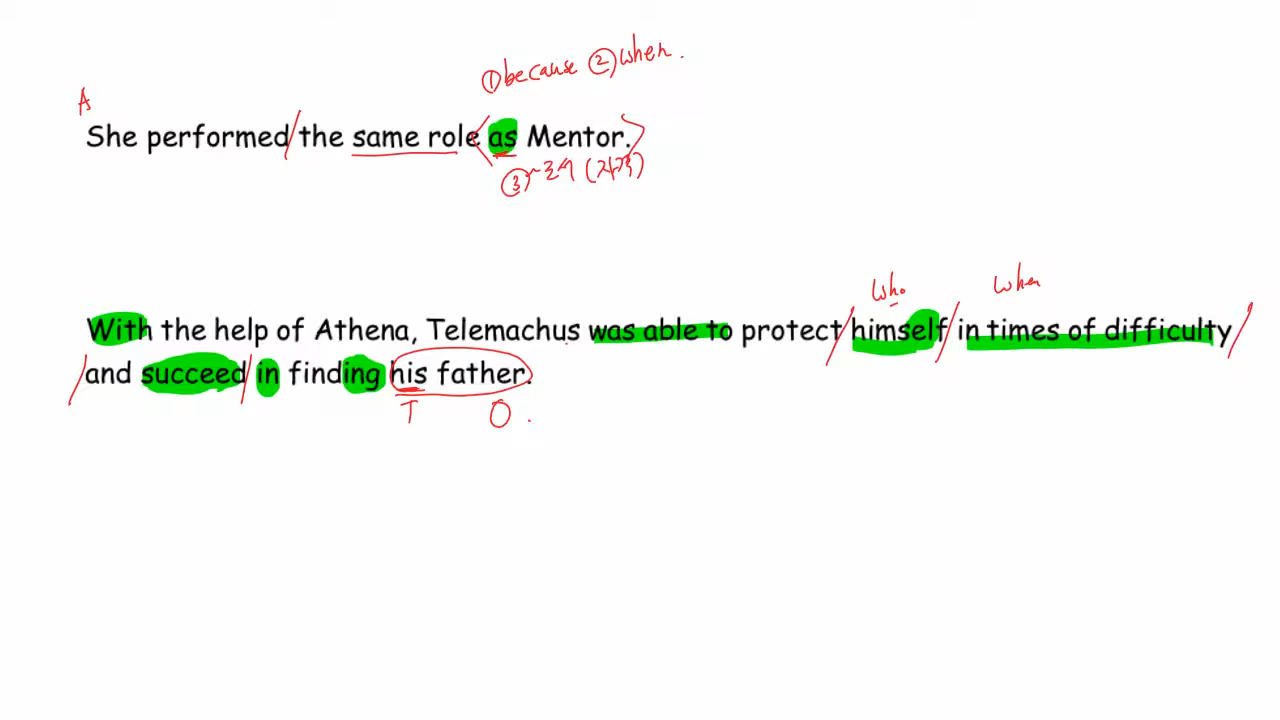 ①because ②when.
A
She performed/the same role<as Mentor.>
③~로서 (자격)
who when
With the help of Athena, Telemachus was able to protect/himself/in times of difficulty/
/and succeed/in finding his father.
T O.